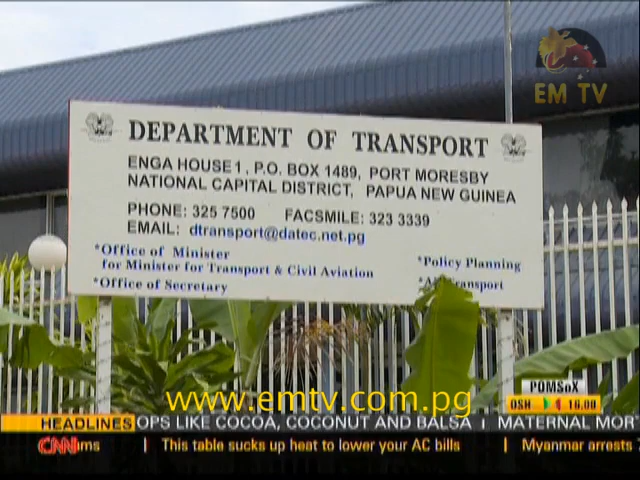 EM TV
DEPARTMENT OF TRANSPORT
ENGA HOUSE 1, P.O. BOX 1489, PORT MORESBY
NATIONAL CAPITAL DISTRICT, PAPUA NEW GUINEA
PHONE: 325 7500 FACSMILE: 323 3339
EMAIL: dtransport@datec.net.pg
*Office of Minister
for Minister for Transport & Civil Aviation
*Office of Secretary
*Policy Planning
Transport
www.emtv.com.pg
POMSoX
OSH 16.00
HEADLINES OPS LIKE COCOA, COCONUT AND BALSA | MATERNAL MOR
CNN ms | This table sucks up heat to lower your AC bills | Myanmar arrests 7